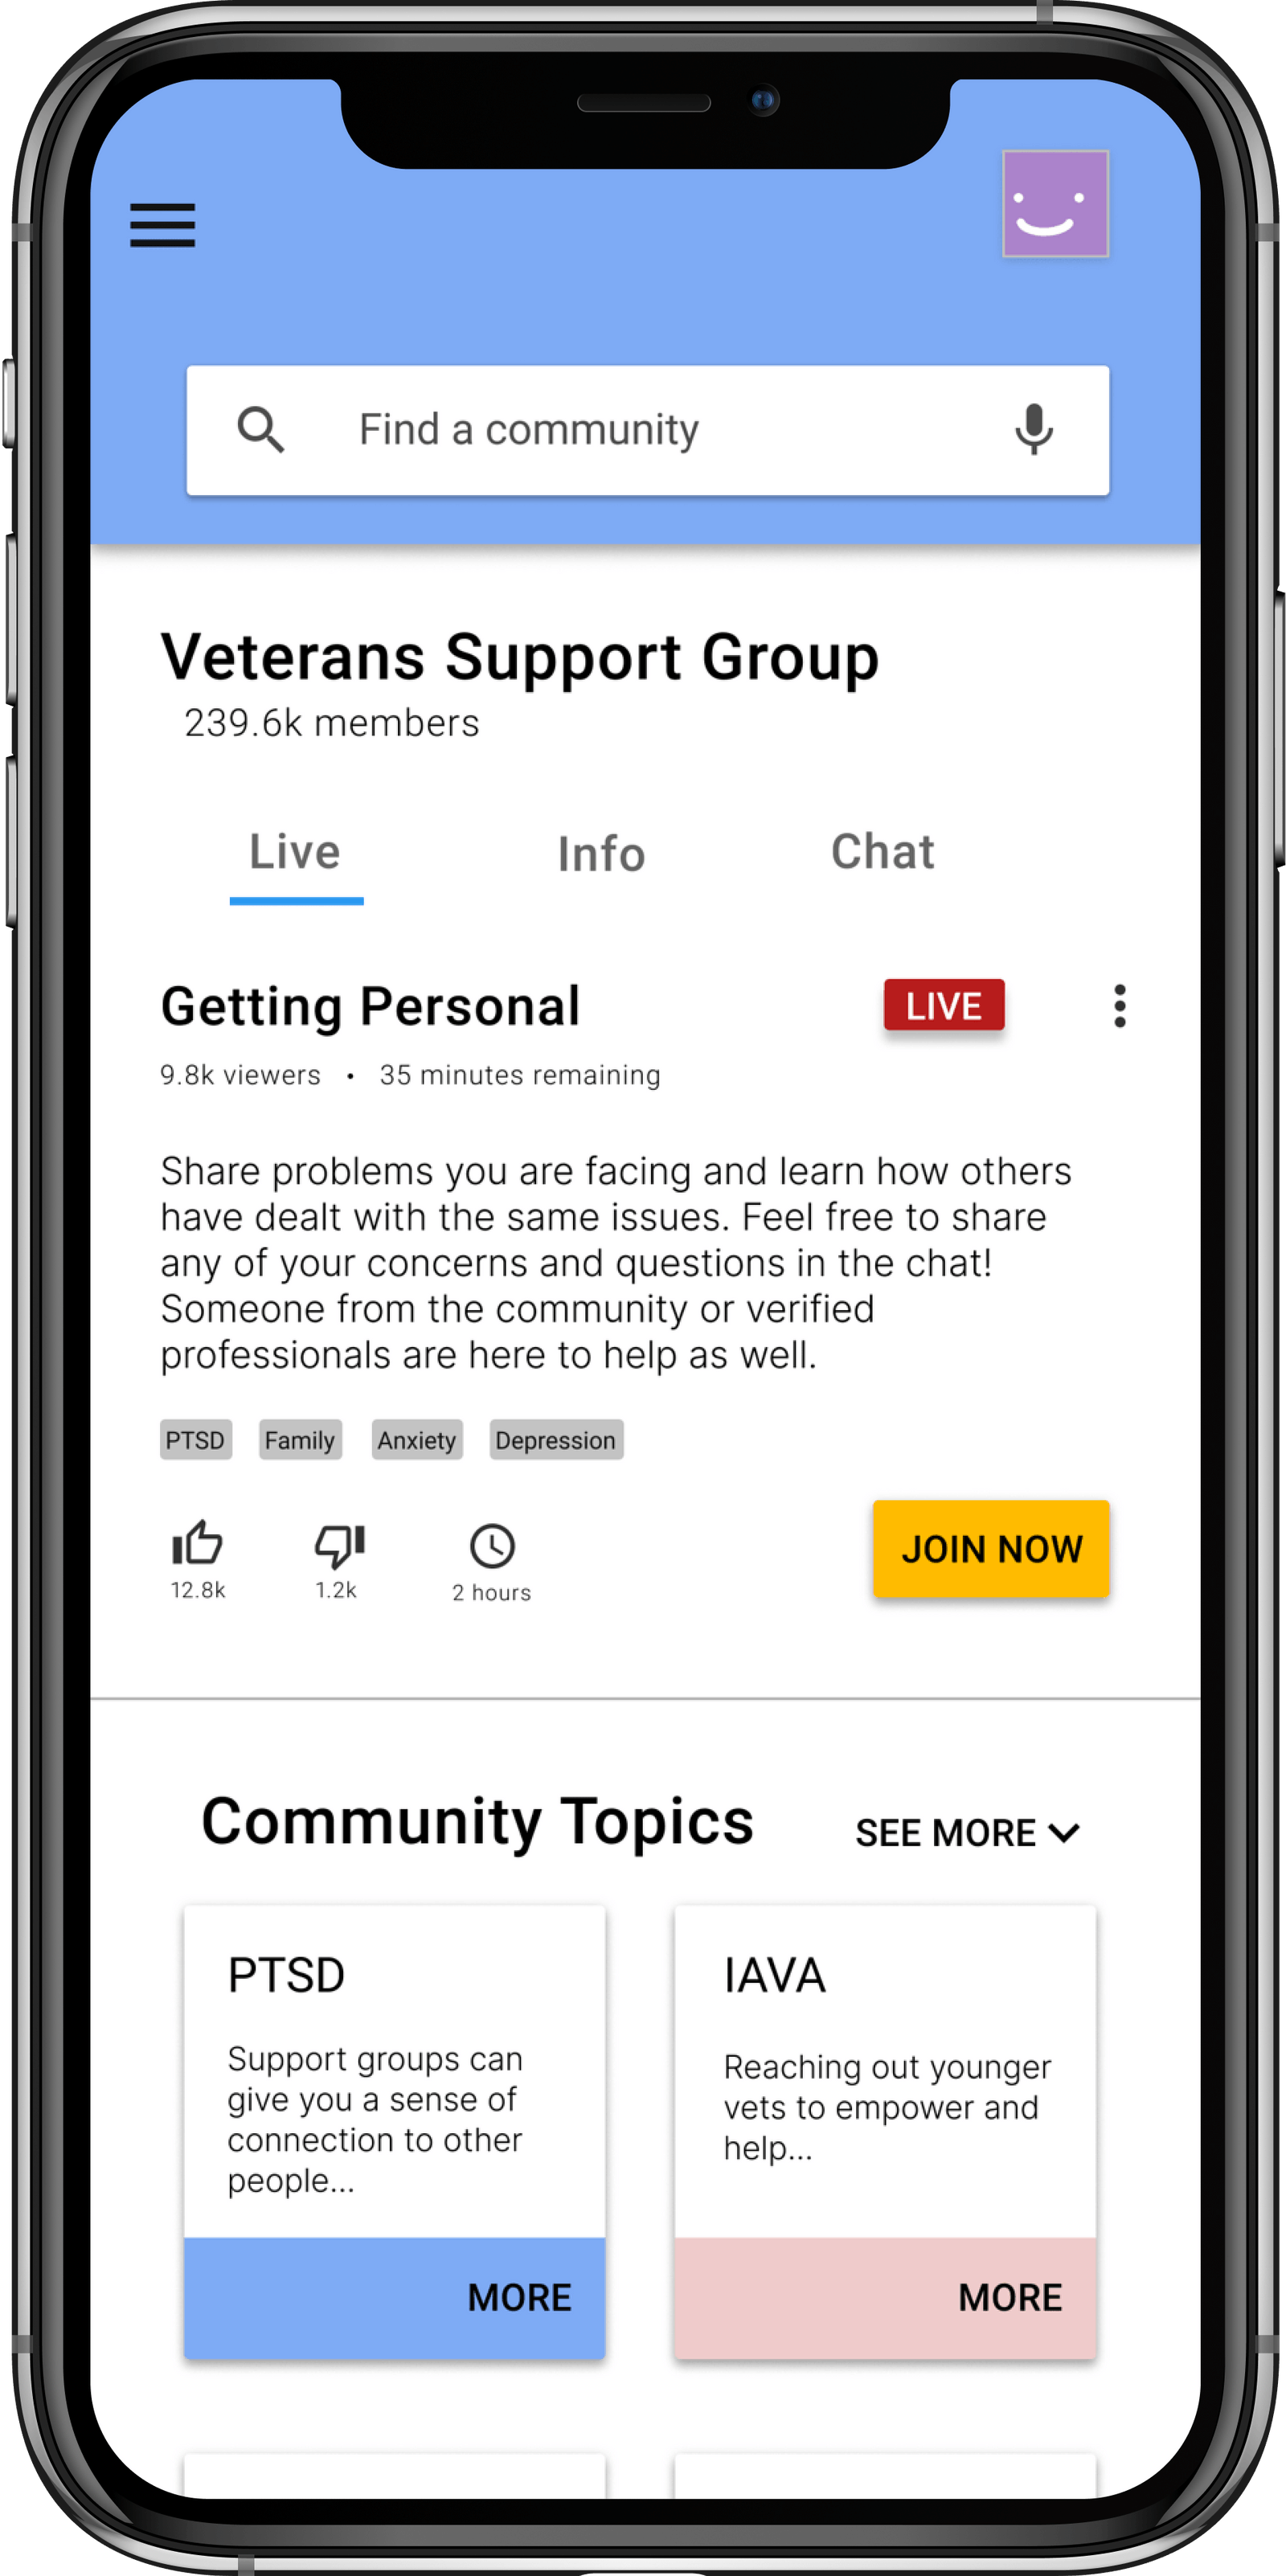 Find a community
Veterans Support Group
239.6k members
Live Info Chat
Getting Personal LIVE
9.8k viewers • 35 minutes remaining
Share problems you are facing and learn how others
have dealt with the same issues. Feel free to share
any of your concerns and questions in the chat!
Someone from the community or verified
professionals are here to help as well.
PTSD Family Anxiety Depression
12.8k 1.2k 2 hours
JOIN NOW
Community Topics SEE MORE
PTSD
Support groups can
give you a sense of
connection to other
people...
MORE
IAVA
Reaching out younger
vets to empower and
help...
MORE